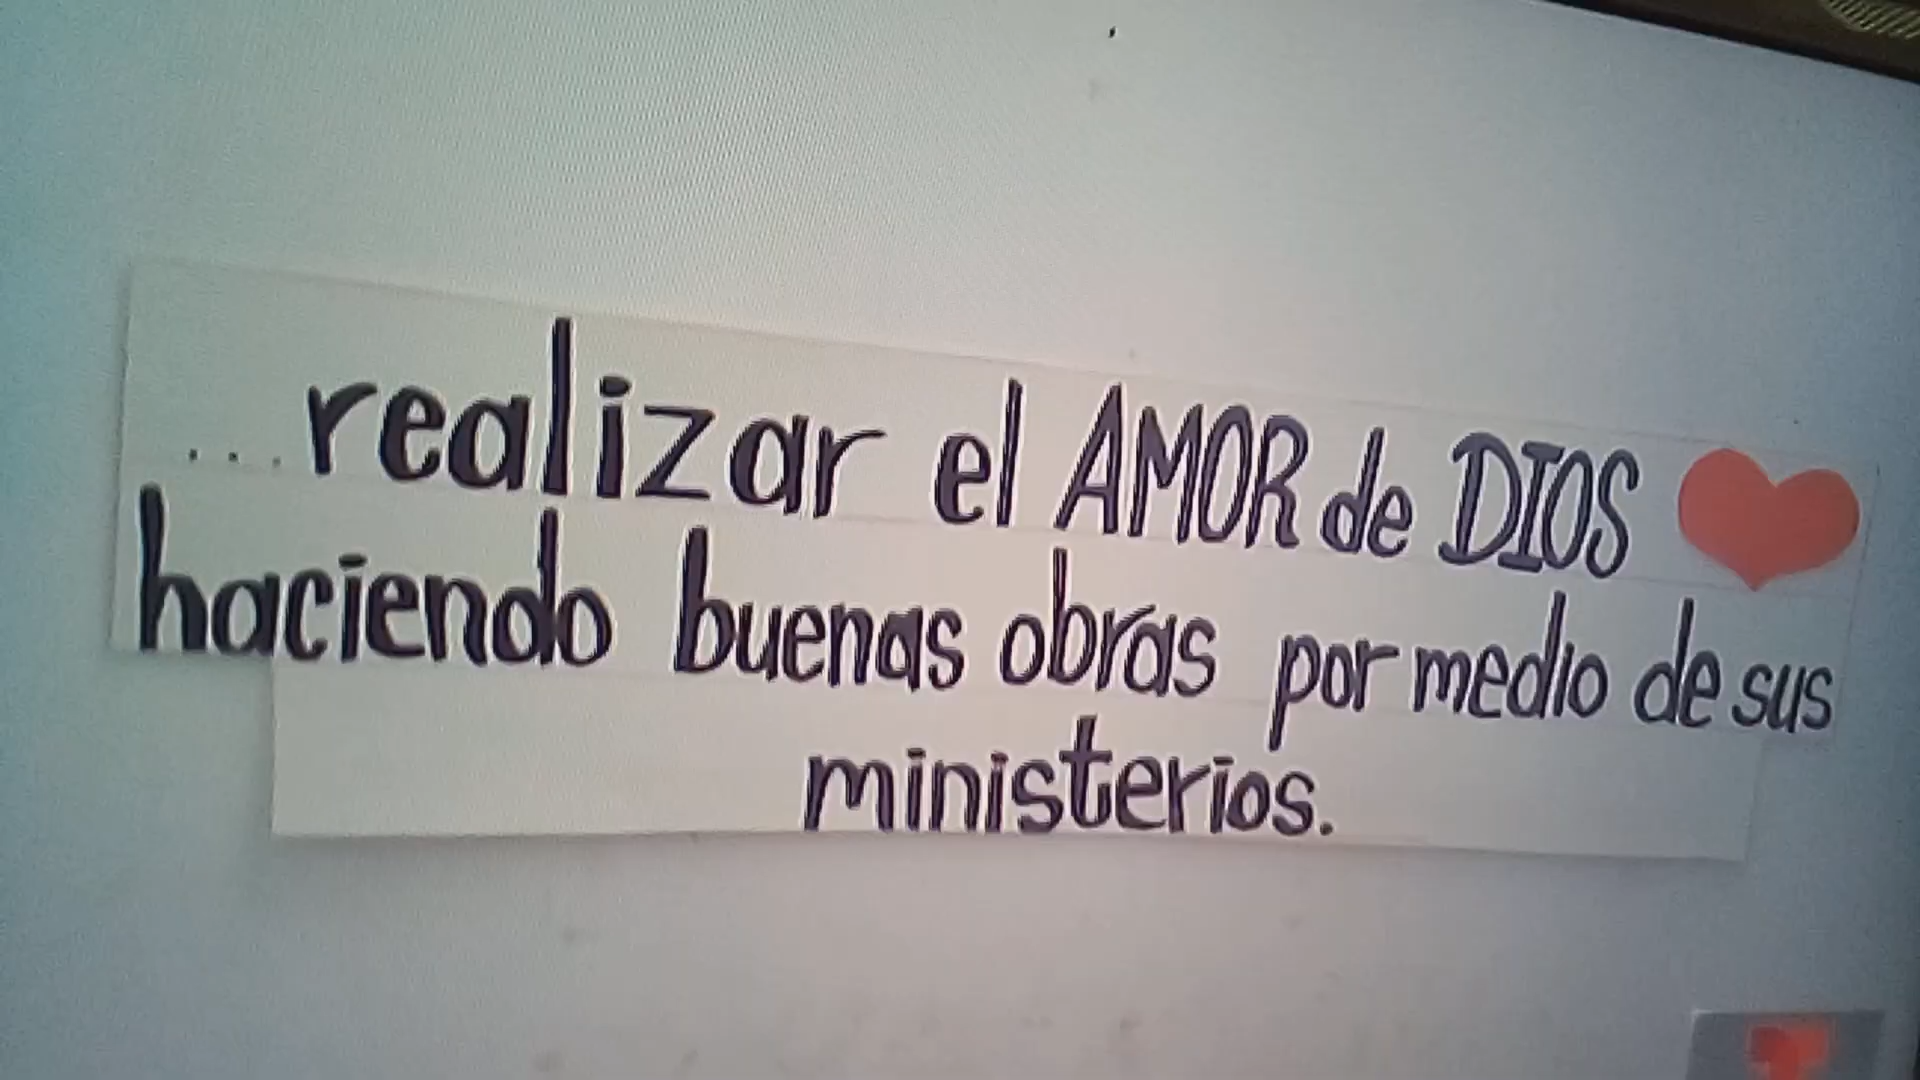 ...realizar el AMOR de DIOS
haciendo buenas obras por medio de sus
ministerios.